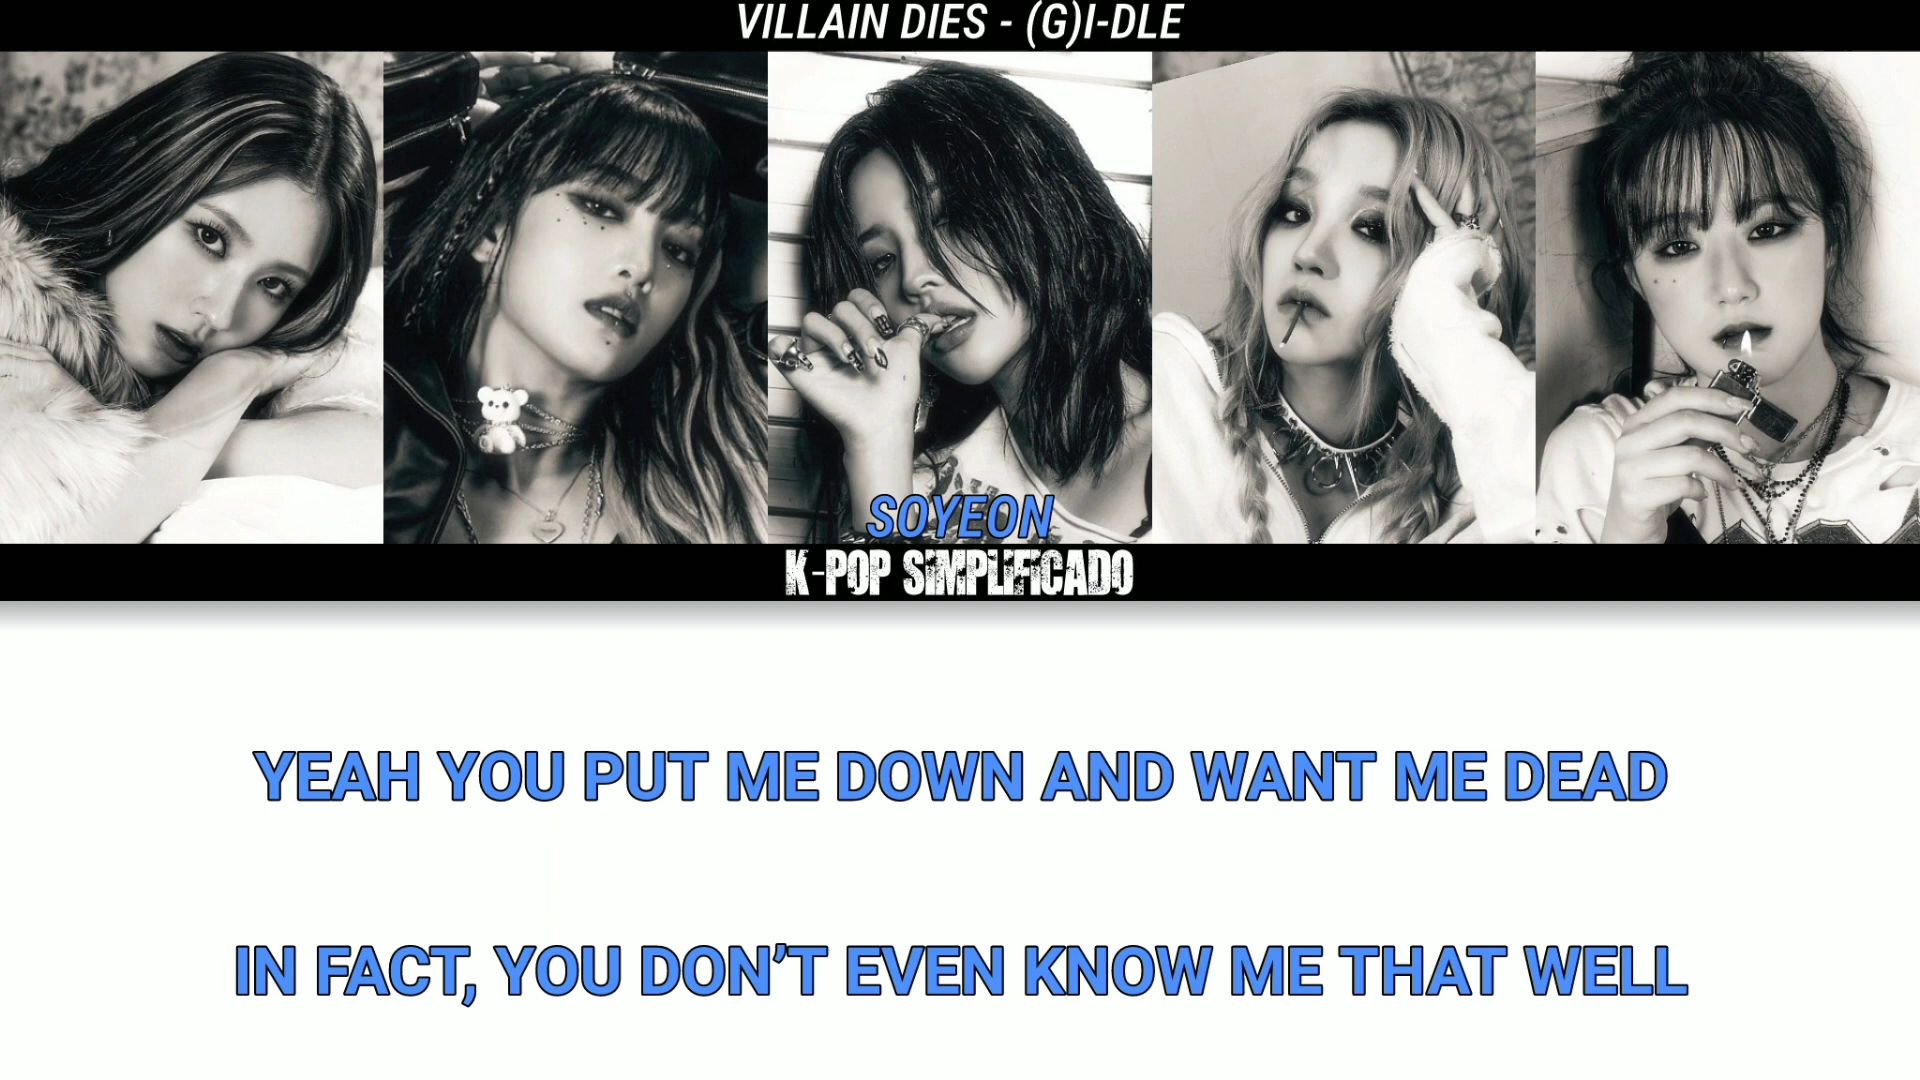 VILLAIN DIES - (G)I-DLE
SOYEON
K-POP SIMPLIFICADO
YEAH YOU PUT ME DOWN AND WANT ME DEAD
IN FACT, YOU DON’T EVEN KNOW ME THAT WELL